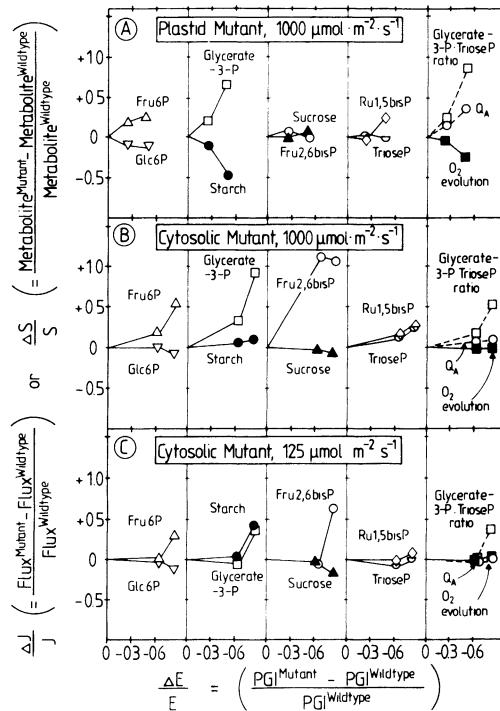 A Plastid Mutant, 1000 µmol·m⁻²·s⁻¹
+1.0
+0.5
0
-0.5
Fru6P
Glc6P
Glycerate-3-P
Starch
Sucrose
Fru2,6bisP
Ru1,5bisP
TrioseP
Glycerate-3-P·TrioseP ratio
QA
O2 evolution
B Cytosolic Mutant, 1000 µmol·m⁻²·s⁻¹
+1.0
+0.5
0
-0.5
Fru6P
Glc6P
Glycerate-3-P
Starch
Fru2,6bisP
Sucrose
Ru1,5bisP
TrioseP
Glycerate-3-P TrioseP ratio
QA
O2 evolution
C Cytosolic Mutant, 125 µmol m⁻² s⁻¹
+1.0
+0.5
0
-0.5
Fru6P
Glc6P
Starch
Glycerate-3-P
Fru2,6bisP
Sucrose
Ru1,5bisP
TrioseP
Glycerate-3-P·TrioseP ratio
QA
O2 evolution
0 -0.3 -0.6 0 -0.3 -0.6 0 -0.3 -0.6 0 -0.3 -0.6 0 -0.3 -0.6
ΔE/E = (PGI^Mutant - PGI^Wildtype / PGI^Wildtype)
ΔJ/J (= Flux^Mutant - Flux^Wildtype / Flux^Wildtype) or ΔS/S (= Metabolite^Mutant - Metabolite^Wildtype / Metabolite^Wildtype)